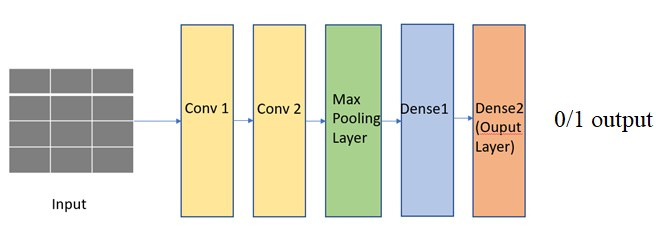 Input
Conv 1
Conv 2
Max
Pooling
Layer
Dense1
Dense2
(Ouput
Layer)
0/1 output